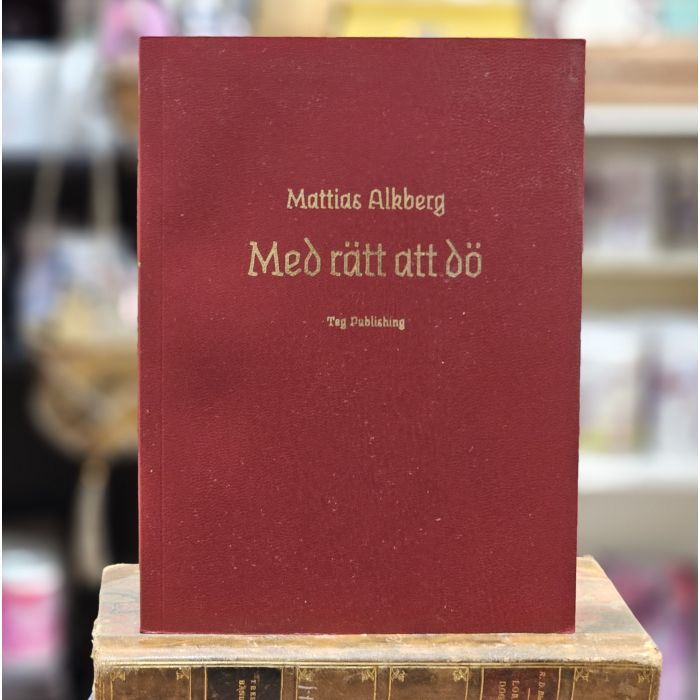 Mattias Alkberg
Med rätt att dö
Teg Publishing